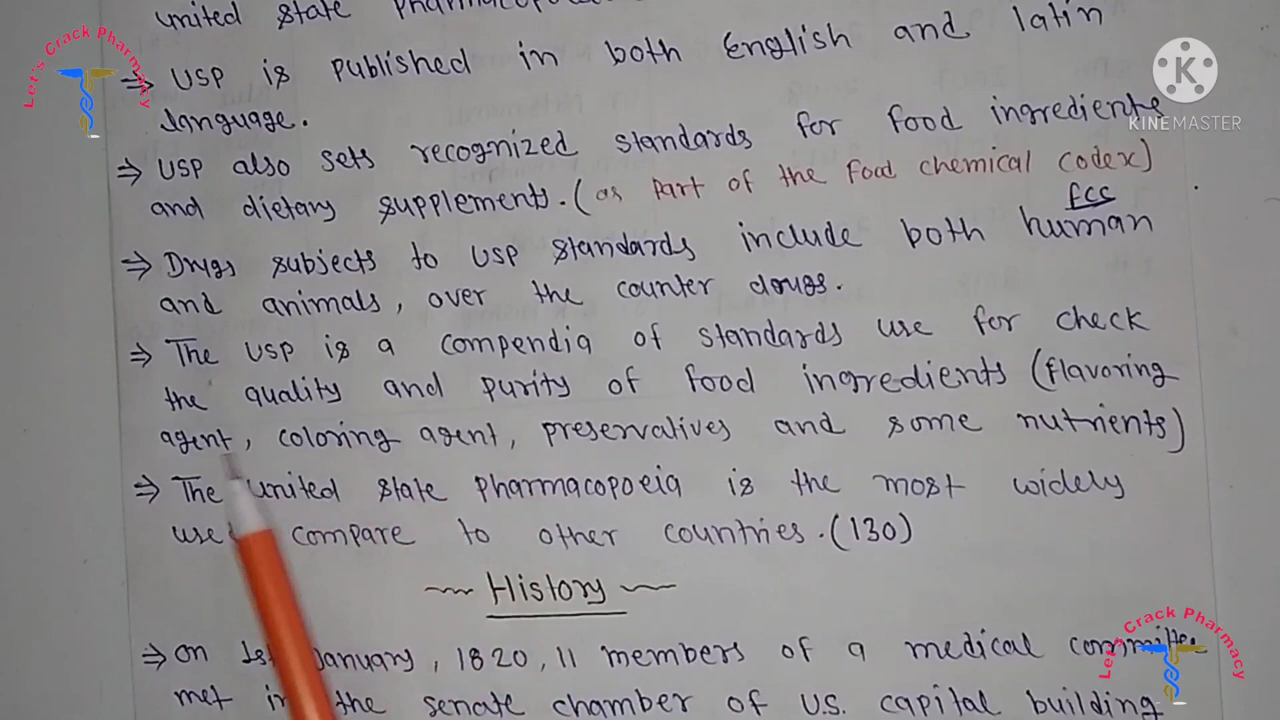 united state Pharmacopoe
⇒ USP is published in both English and latin
language.
⇒ USP also sets recognized standards for food ingrediente
and dietary supplements. (as part of the Food chemical codex)
FCC
⇒ Drugs subjects to USP standards include both human
and animals, over the counter drugs.
⇒ The USP is a compendia of standards use for check
the quality and purity of food ingredients (flavoring
agent, coloring agent, preservatives and some nutrients)
⇒ The united state pharmacopoeia is the most widely
use compare to other countries. (130)
~ History ~
⇒ On 1st January, 1820, 11 members of a medical committee
met in the senate chamber of U.S. capital building
Let's Crack Pharmacy
K
KINEMASTER
Let's Crack Pharmacy